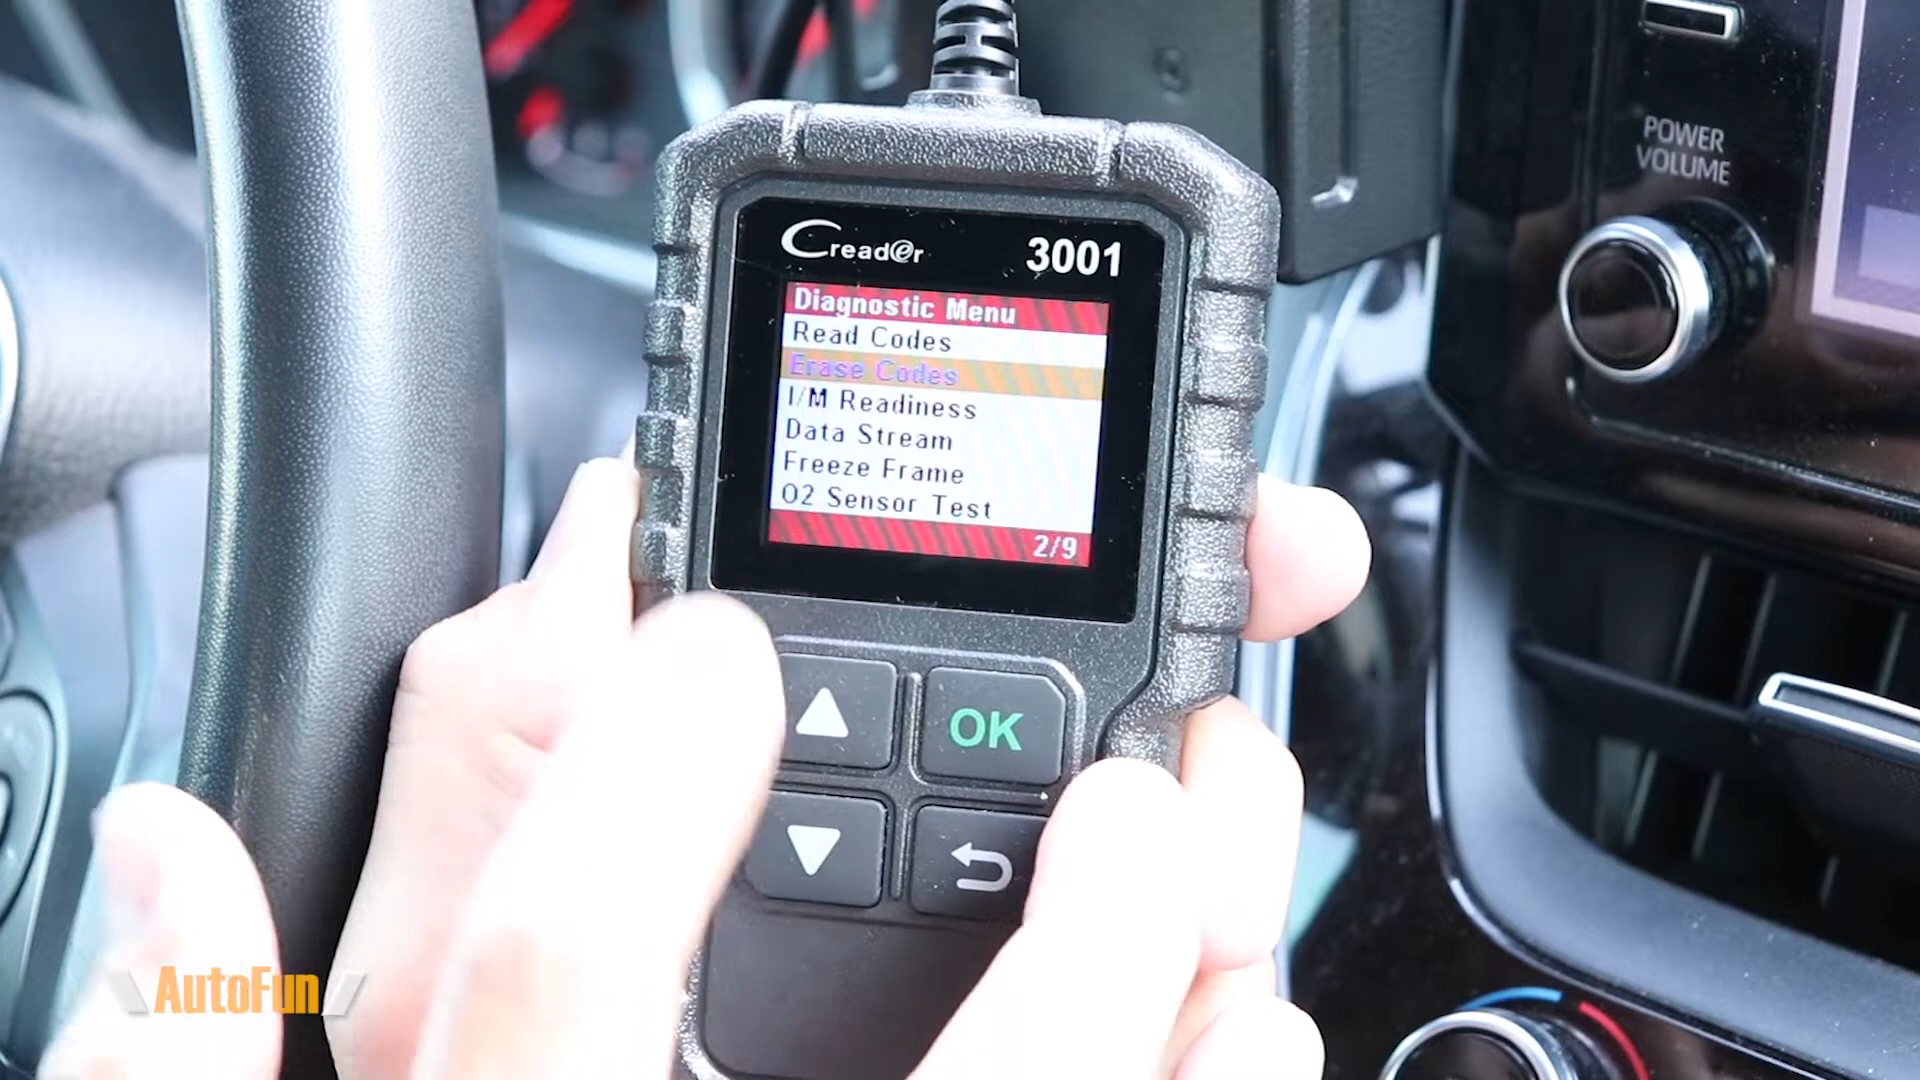 POWER
VOLUME
Creader 3001
Diagnostic Menu
Read Codes
Erase Codes
I/M Readiness
Data Stream
Freeze Frame
O2 Sensor Test
2/9
OK
AutoFun